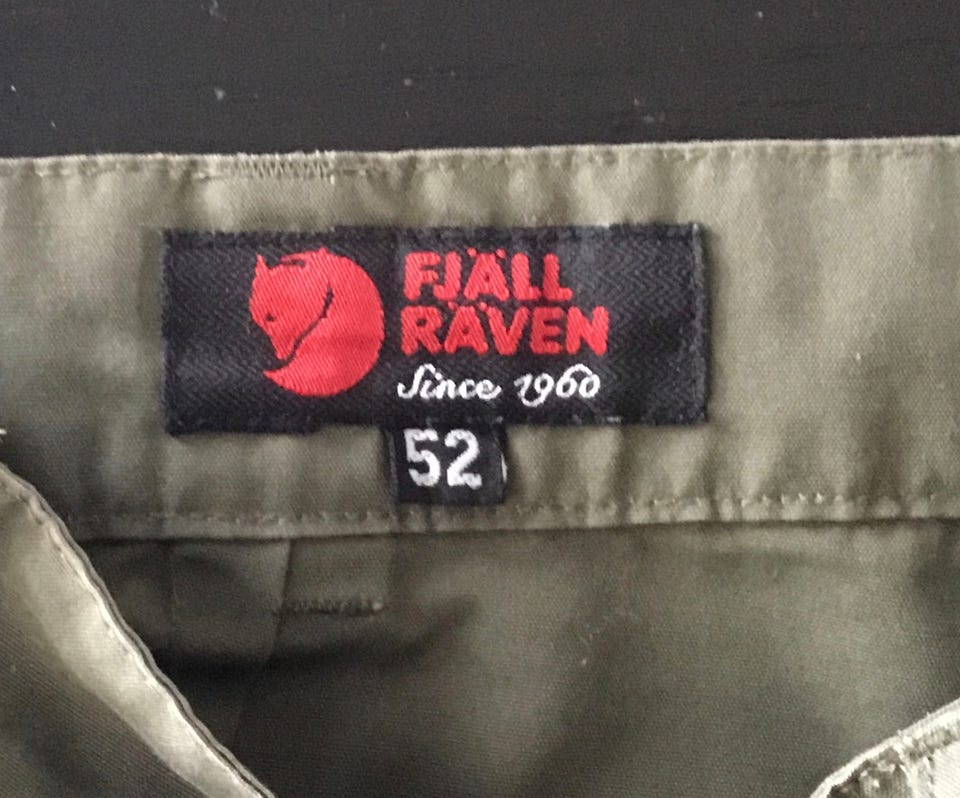 FJÄLL
RÄVEN
Since 1960
52